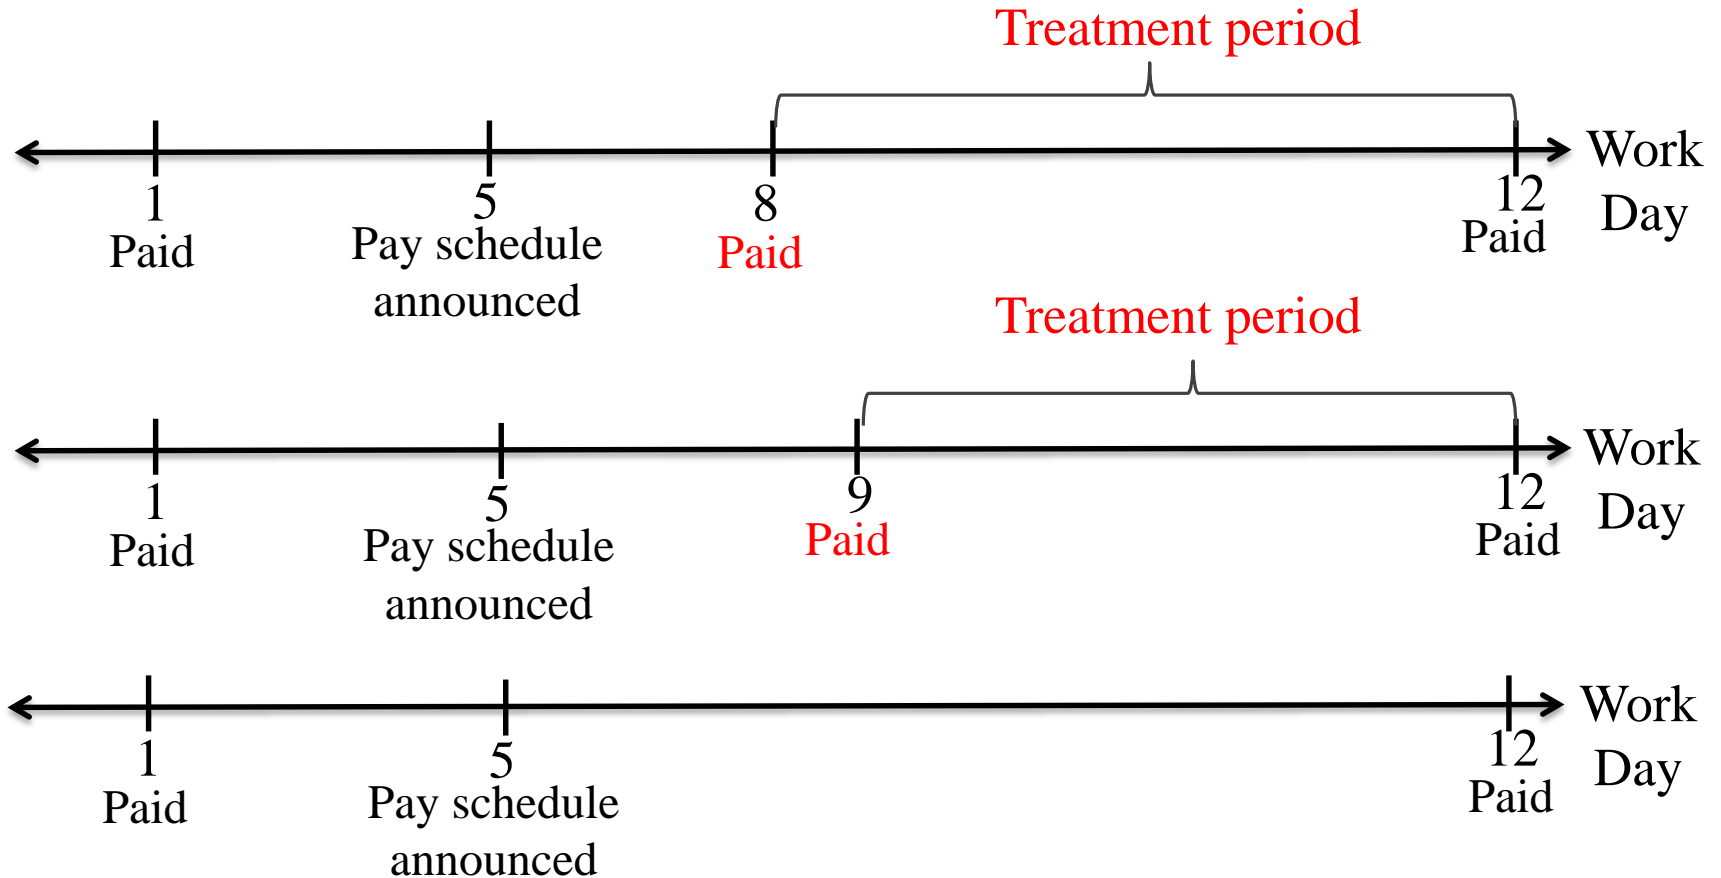 Treatment period
Work
Day
1
5
8
12
Paid
Pay schedule
announced
Paid
Paid
Treatment period
Work
Day
1
5
9
12
Paid
Pay schedule
announced
Paid
Paid
Work
Day
1
5
12
Paid
Pay schedule
announced
Paid